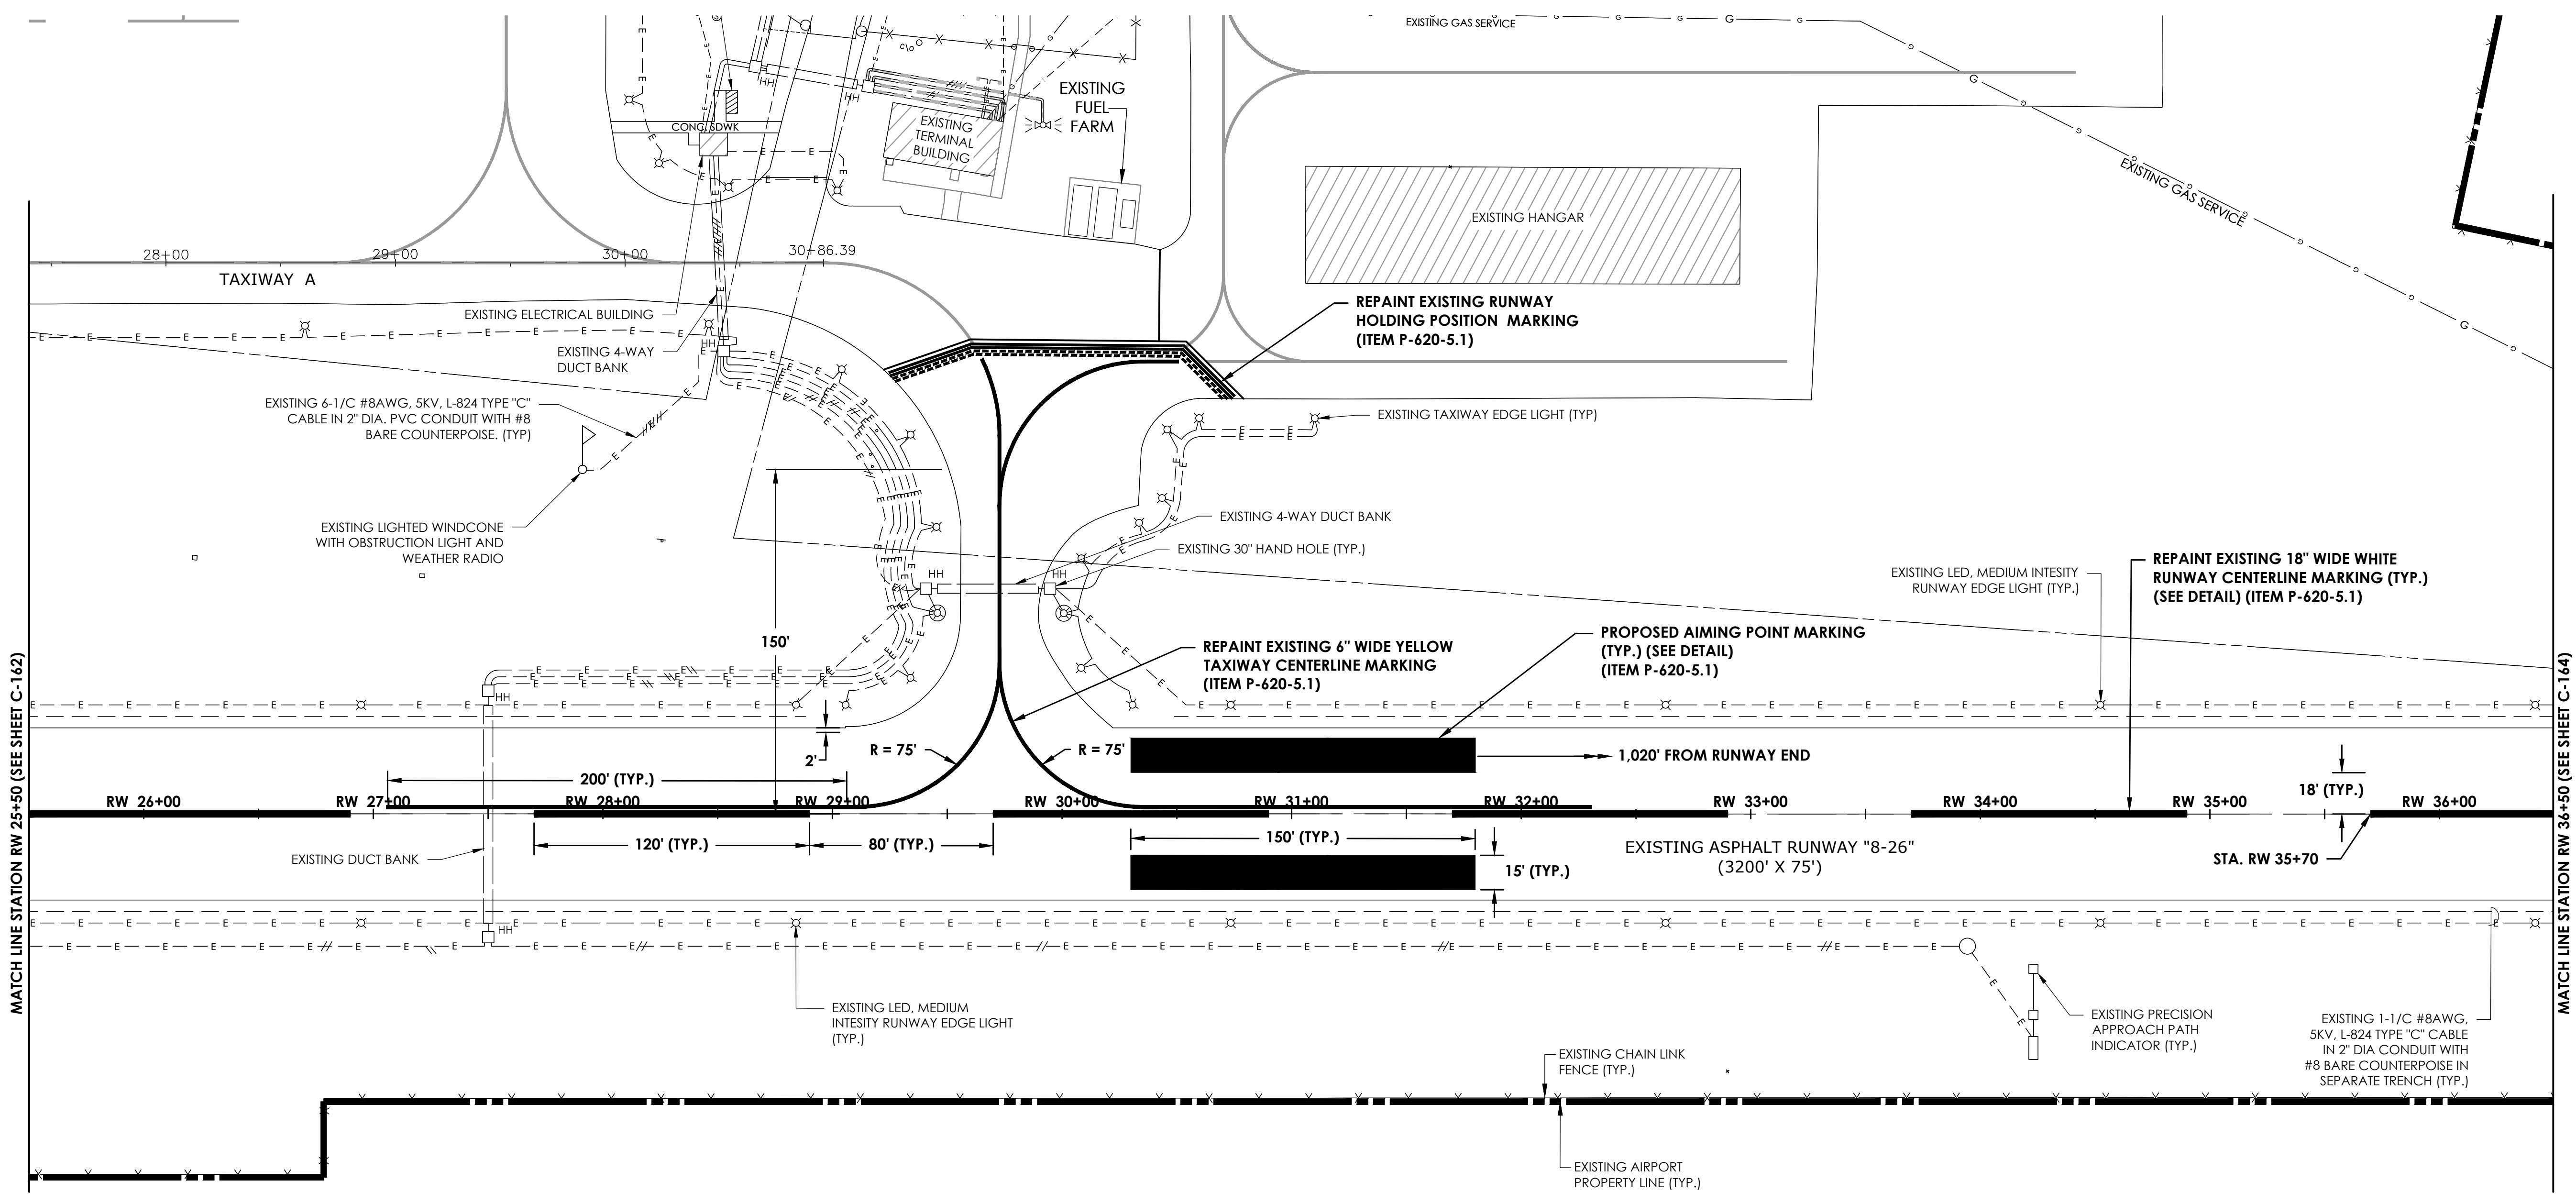 EXISTING GAS SERVICE
EXISTING
FUEL
FARM
HH
HH
CONC. SDWK
EXISTING
TERMINAL
BUILDING
c\o
EXISTING GAS SERVICE
EXISTING HANGAR
28+00
29+00
30+00
30+86.39
TAXIWAY A
EXISTING ELECTRICAL BUILDING
HH
EXISTING 4-WAY
DUCT BANK
REPAINT EXISTING RUNWAY
HOLDING POSITION MARKING
(ITEM P-620-5.1)
EXISTING 6-1/C #8AWG, 5KV, L-824 TYPE "C"
CABLE IN 2" DIA. PVC CONDUIT WITH #8
BARE COUNTERPOISE. (TYP)
EXISTING TAXIWAY EDGE LIGHT (TYP)
EXISTING LIGHTED WINDCONE
WITH OBSTRUCTION LIGHT AND
WEATHER RADIO
EXISTING 4-WAY DUCT BANK
EXISTING 30" HAND HOLE (TYP.)
HH
HH
EXISTING LED, MEDIUM INTESITY
RUNWAY EDGE LIGHT (TYP.)
REPAINT EXISTING 18" WIDE WHITE
RUNWAY CENTERLINE MARKING (TYP.)
(SEE DETAIL) (ITEM P-620-5.1)
150'
REPAINT EXISTING 6" WIDE YELLOW
TAXIWAY CENTERLINE MARKING
(ITEM P-620-5.1)
PROPOSED AIMING POINT MARKING
(TYP.) (SEE DETAIL)
(ITEM P-620-5.1)
HH
2'
R = 75'
R = 75'
1,020' FROM RUNWAY END
200' (TYP.)
18' (TYP.)
RW 26+00
RW 27+00
RW 28+00
RW 29+00
RW 30+00
RW 31+00
RW 32+00
RW 33+00
RW 34+00
RW 35+00
RW 36+00
120' (TYP.)
80' (TYP.)
150' (TYP.)
15' (TYP.)
EXISTING DUCT BANK
EXISTING ASPHALT RUNWAY "8-26"
(3200' X 75')
STA. RW 35+70
HH
EXISTING LED, MEDIUM
INTESITY RUNWAY EDGE LIGHT
(TYP.)
EXISTING PRECISION
APPROACH PATH
INDICATOR (TYP.)
EXISTING 1-1/C #8AWG,
5KV, L-824 TYPE "C" CABLE
IN 2" DIA CONDUIT WITH
#8 BARE COUNTERPOISE IN
SEPARATE TRENCH (TYP.)
EXISTING CHAIN LINK
FENCE (TYP.)
EXISTING AIRPORT
PROPERTY LINE (TYP.)
MATCH LINE STATION RW 25+50 (SEE SHEET C-162)
MATCH LINE STATION RW 36+50 (SEE SHEET C-164)